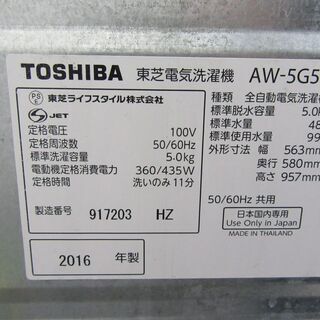 TOSHIBA 東芝電気洗濯機 AW-5G5
PS E
東芝ライフスタイル株式会社
S JET
定格電圧 100V
定格周波数 50/60Hz
標準洗濯容量 5.0kg
電動機定格消費電力 360/435W
洗いのみ 11分
製造番号 917203 HZ
2016 年製
種類 全自動電気洗濯
標準脱水容量 5.0
標準水量 48
標準使用水量 99
外形寸法 幅 563mm
奥行 580mm
高さ 957mm
50/60Hz 共用
日本国内専用
Use Only in Japan
MADE IN THAILAND